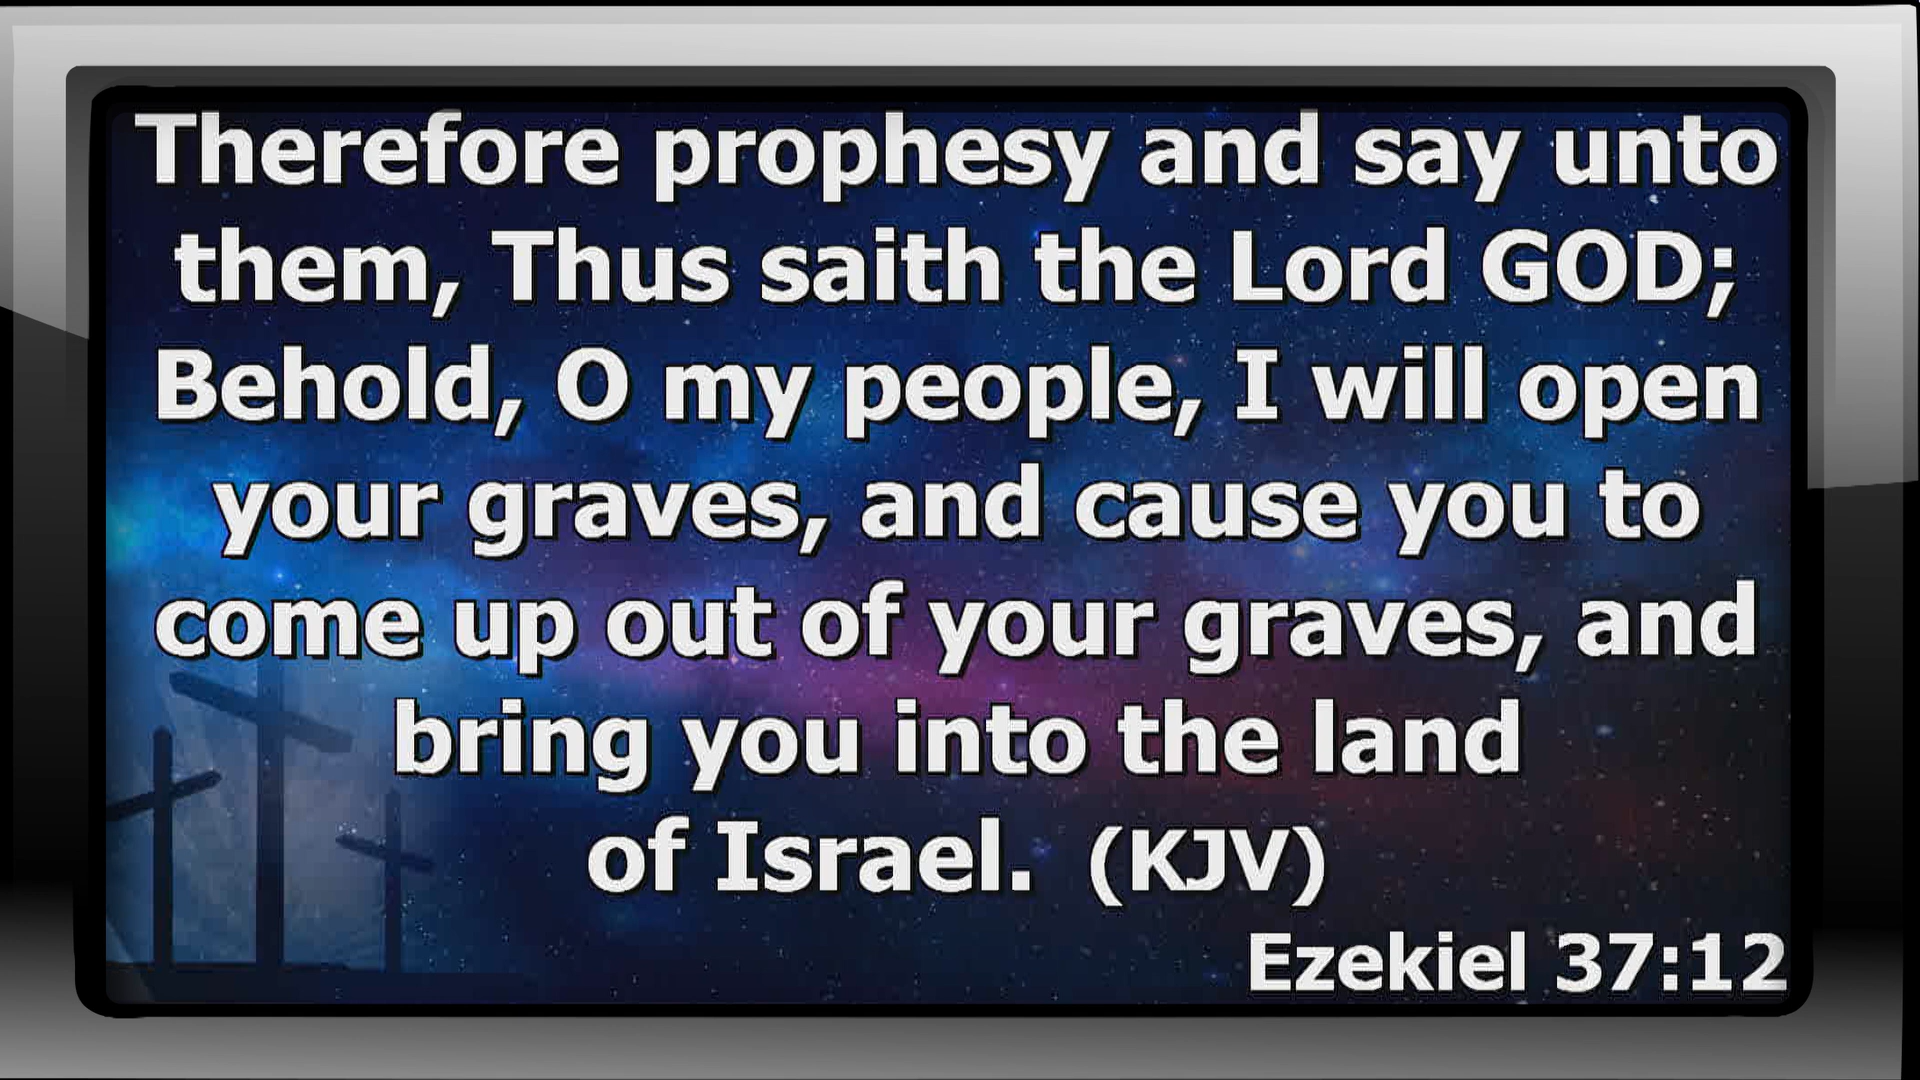 Therefore prophesy and say unto
them, Thus saith the Lord GOD;
Behold, O my people, I will open
your graves, and cause you to
come up out of your graves, and
bring you into the land
of Israel. (KJV)
Ezekiel 37:12